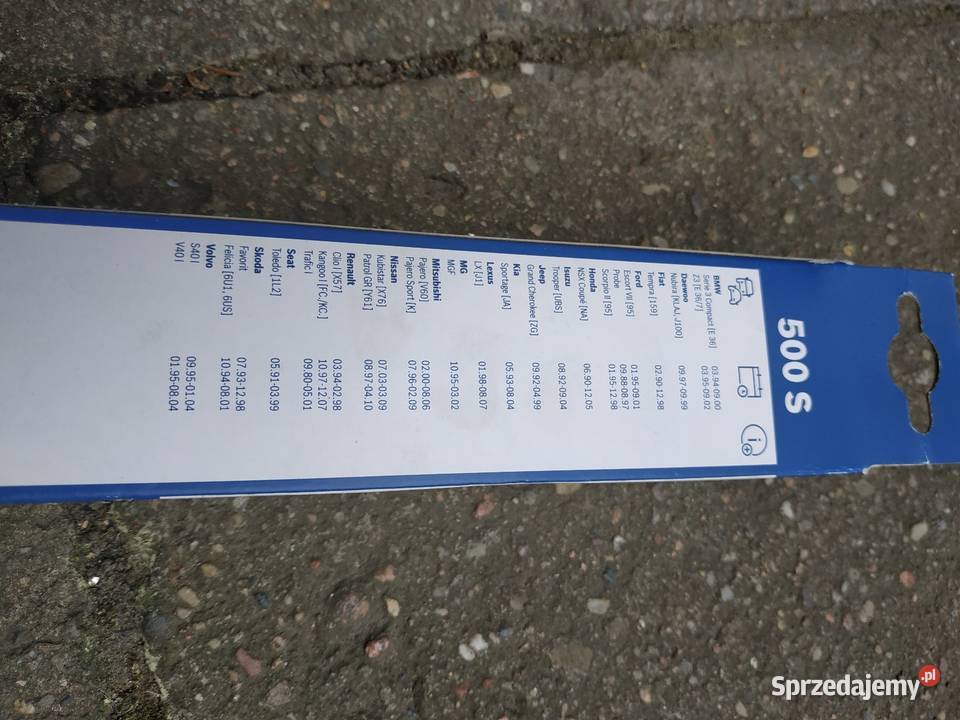 500 S
BMW
Serie 3 Compact [E 36] 03.94-09.00
Z3 [E 36/7] 03.95-09.02
Daewoo
Nubira [KLAJ, J100] 09.97-09.99
Fiat
Tempra [159] 02.90-12.98
Ford
Escort VII [95] 01.95-09.01
Probe 09.88-08.97
Scorpio II [95] 01.95-12.98
Honda
NSX Coupé [NA] 06.90-12.05
Isuzu
Trooper [UBS] 08.92-09.04
Jeep
Grand Cherokee [ZG] 09.92-04.99
Kia
Sportage [JA] 05.93-08.04
Lexus
LX [J1] 01.98-08.07
MG
MGF 10.95-03.02
Mitsubishi
Pajero [V60] 02.00-08.06
Pajero Sport [K] 07.96-02.09
Nissan
Kubistar [X76] 07.03-03.09
Patrol GR [Y61] 08.97-04.10
Renault
Clio I [X57] 03.94-02.98
Kangoo I [FC./KC.] 10.97-12.07
Trafic I 09.80-05.01
Seat
Toledo [1L2] 05.91-03.99
Skoda
Favorit 07.93-12.98
Felicia [6U1, 6U5] 10.94-08.01
Volvo
S40 I 09.95-01.04
V40 I 01.95-08.04
Sprzedajemy.pl